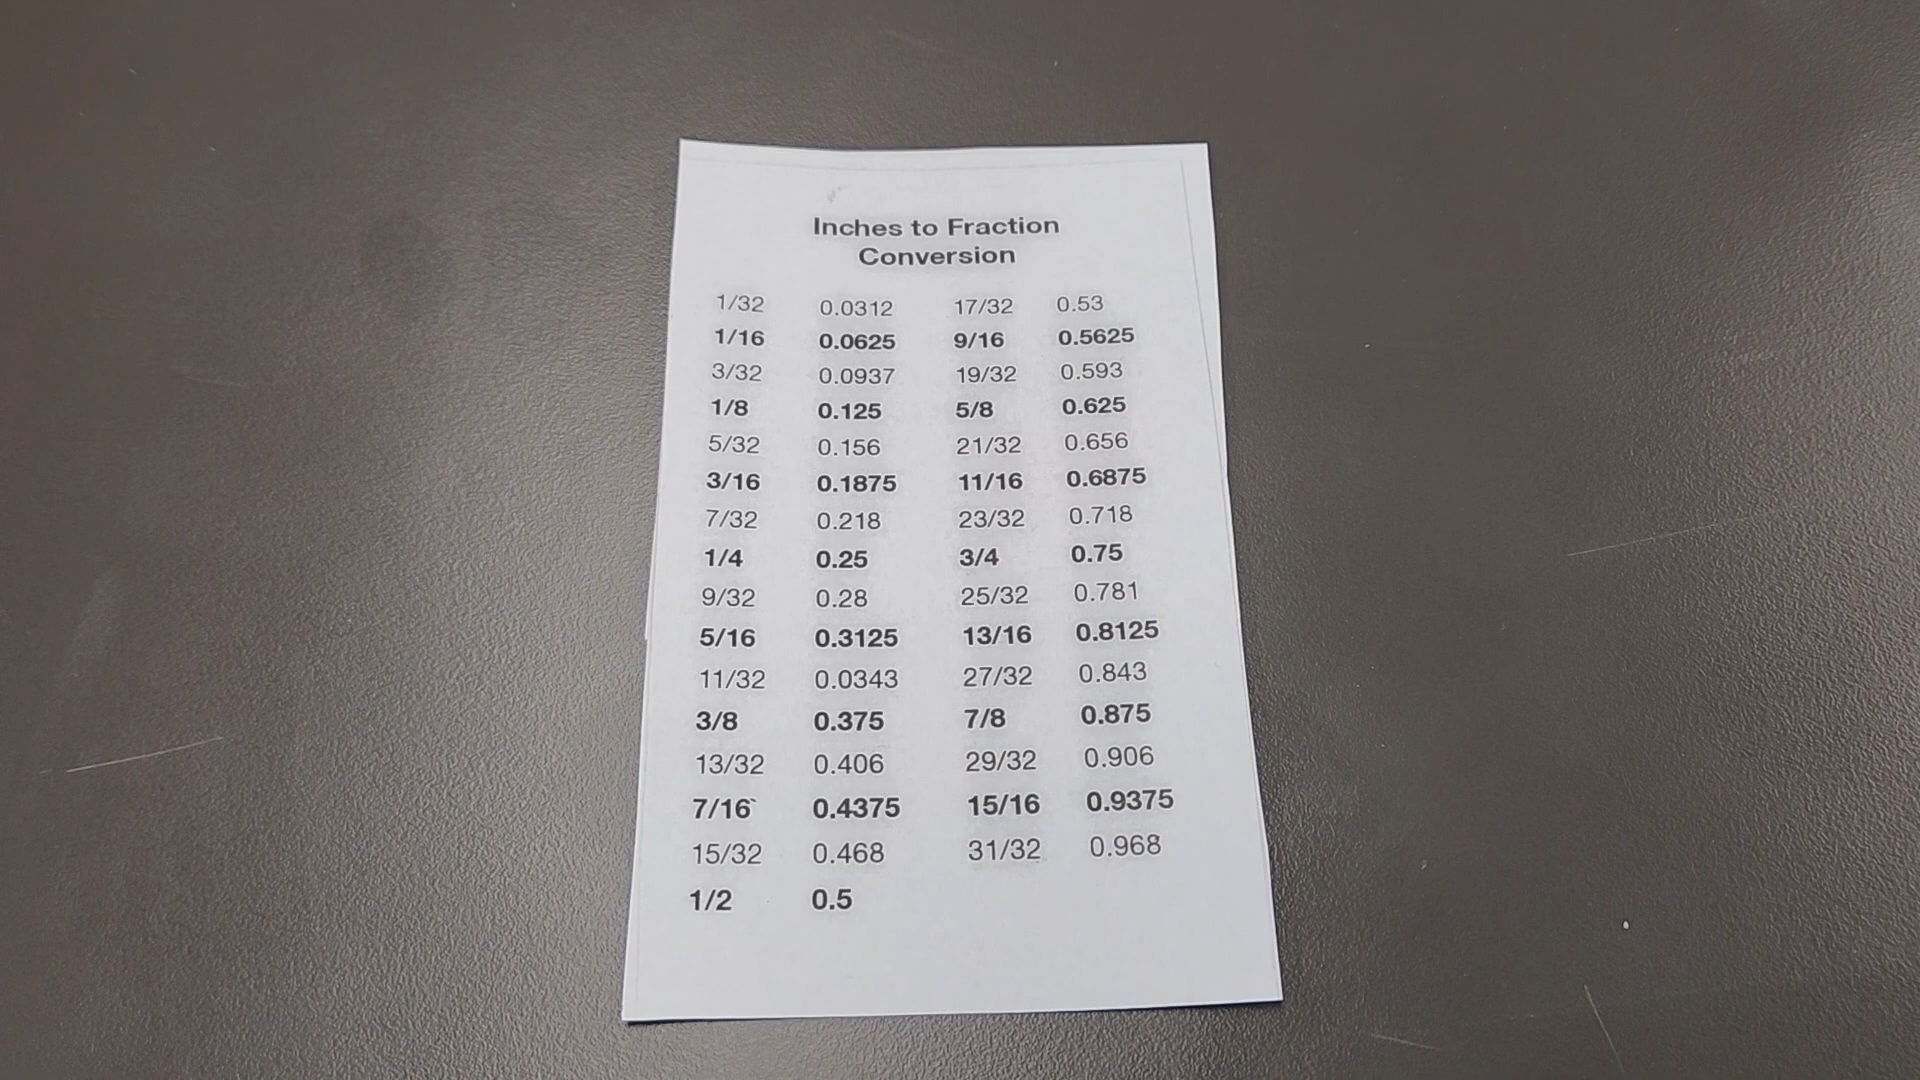 Inches to Fraction
Conversion
1/32 0.0312 17/32 0.53
1/16 0.0625 9/16 0.5625
3/32 0.0937 19/32 0.593
1/8 0.125 5/8 0.625
5/32 0.156 21/32 0.656
3/16 0.1875 11/16 0.6875
7/32 0.218 23/32 0.718
1/4 0.25 3/4 0.75
9/32 0.28 25/32 0.781
5/16 0.3125 13/16 0.8125
11/32 0.0343 27/32 0.843
3/8 0.375 7/8 0.875
13/32 0.406 29/32 0.906
7/16 0.4375 15/16 0.9375
15/32 0.468 31/32 0.968
1/2 0.5